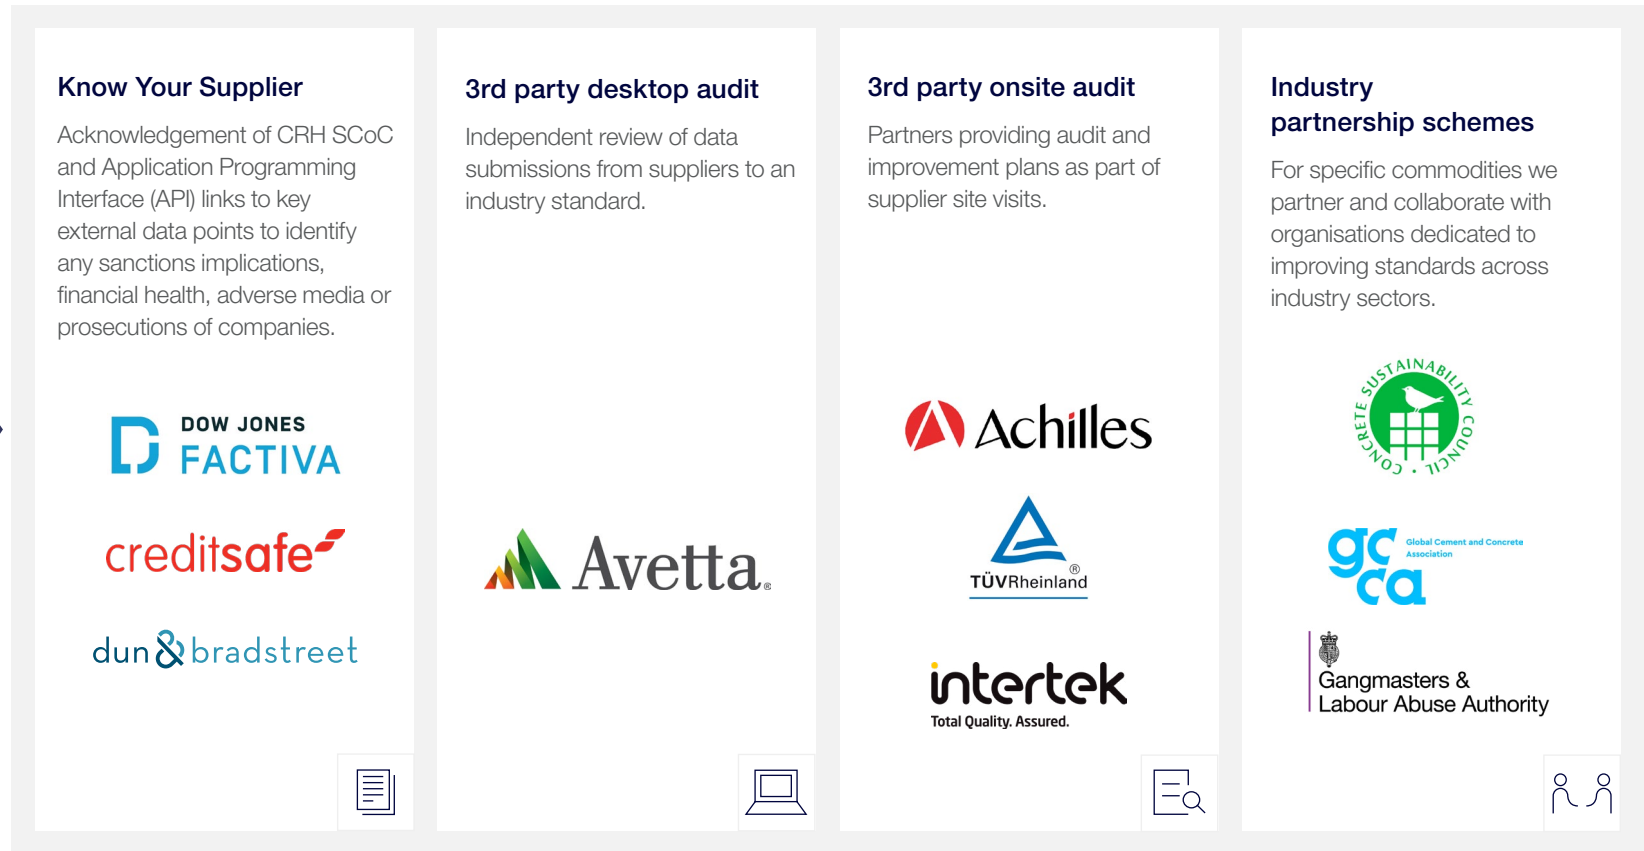 Know Your Supplier
Acknowledgement of CRH SCoC
and Application Programming
Interface (API) links to key
external data points to identify
any sanctions implications,
financial health, adverse media or
prosecutions of companies.
DOW JONES
FACTIVA
creditsafe
dun&bradstreet
3rd party desktop audit
Independent review of data
submissions from suppliers to an
industry standard.
Avetta®
3rd party onsite audit
Partners providing audit and
improvement plans as part of
supplier site visits.
Achilles
TÜVRheinland®
intertek
Total Quality. Assured.
Industry
partnership schemes
For specific commodities we
partner and collaborate with
organisations dedicated to
improving standards across
industry sectors.
CONCRETE SUSTAINABILITY COUNCIL
gcca
Global Cement and Concrete
Association
Gangmasters &
Labour Abuse Authority